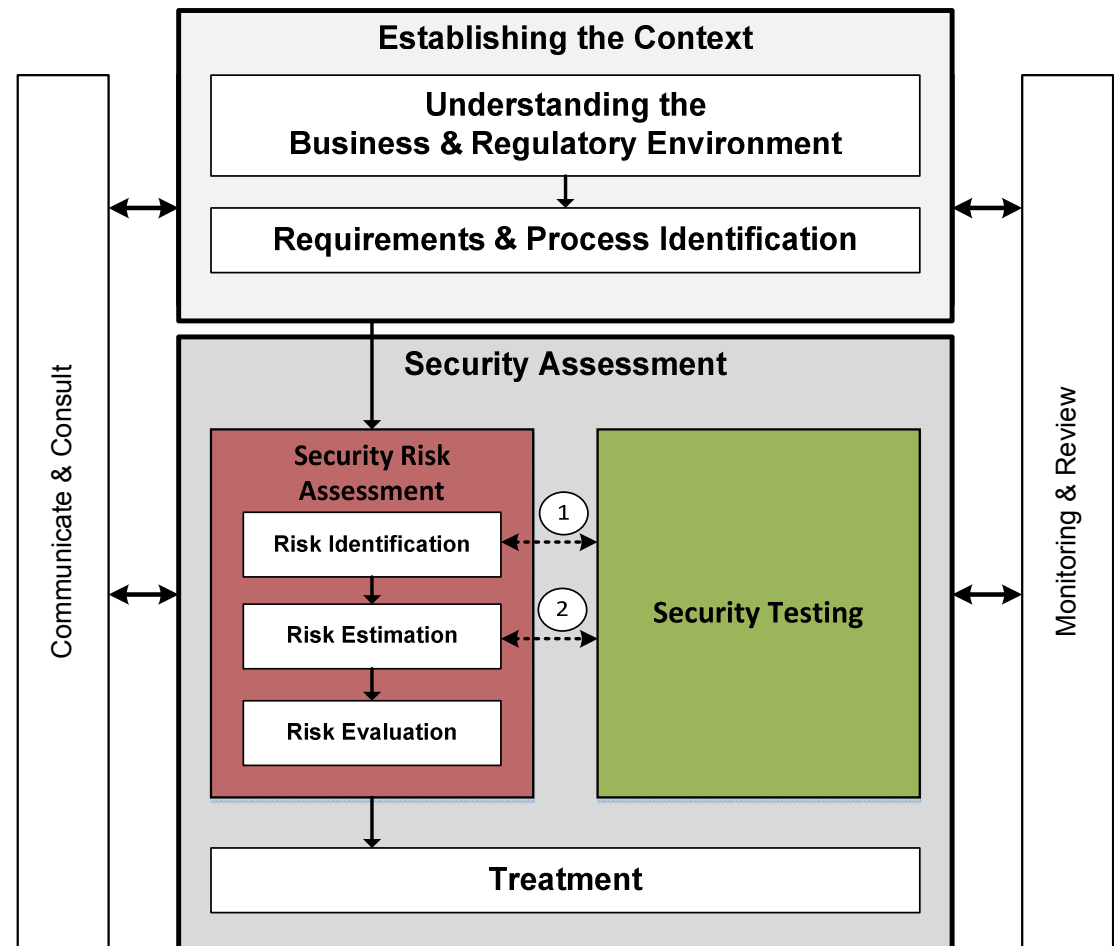 Establishing the Context
Understanding the
Business & Regulatory Environment
Requirements & Process Identification
Communicate & Consult
Monitoring & Review
Security Assessment
Security Risk
Assessment
Risk Identification
Risk Estimation
Risk Evaluation
1
2
Security Testing
Treatment